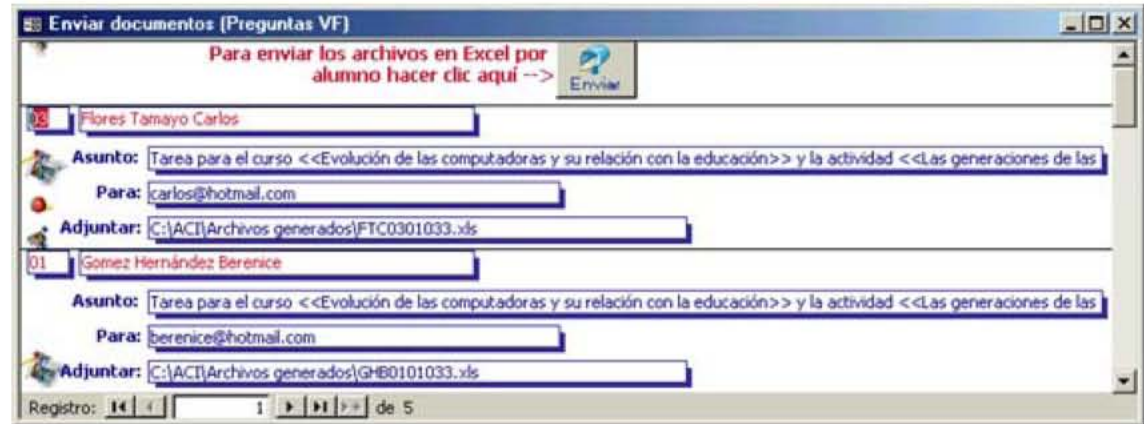 Enviar documentos (Preguntas VF)
Para enviar los archivos en Excel por
alumno hacer clic aquí -->
Enviar
03 Flores Tamayo Carlos
Asunto: Tarea para el curso <<Evolución de las computadoras y su relación con la educación>> y la actividad <<Las generaciones de las
Para: carlos@hotmail.com
Adjuntar: C:\ACI\Archivos generados\FTC0301033.xls
01 Gomez Hernández Berenice
Asunto: Tarea para el curso <<Evolución de las computadoras y su relación con la educación>> y la actividad <<Las generaciones de las
Para: berenice@hotmail.com
Adjuntar: C:\ACI\Archivos generados\GHB0101033.xls
Registro: 1 de 5